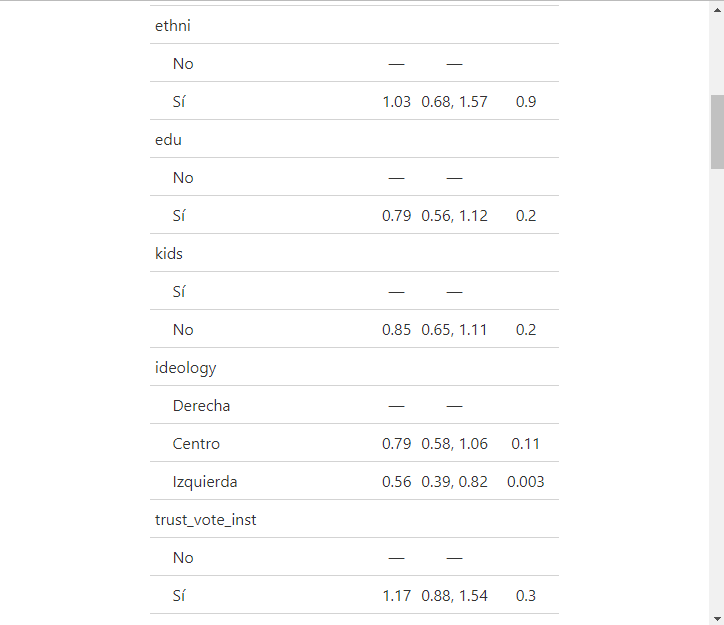 ethni
No — —
Sí 1.03 0.68, 1.57 0.9
edu
No — —
Sí 0.79 0.56, 1.12 0.2
kids
Sí — —
No 0.85 0.65, 1.11 0.2
ideology
Derecha — —
Centro 0.79 0.58, 1.06 0.11
Izquierda 0.56 0.39, 0.82 0.003
trust_vote_inst
No — —
Sí 1.17 0.88, 1.54 0.3